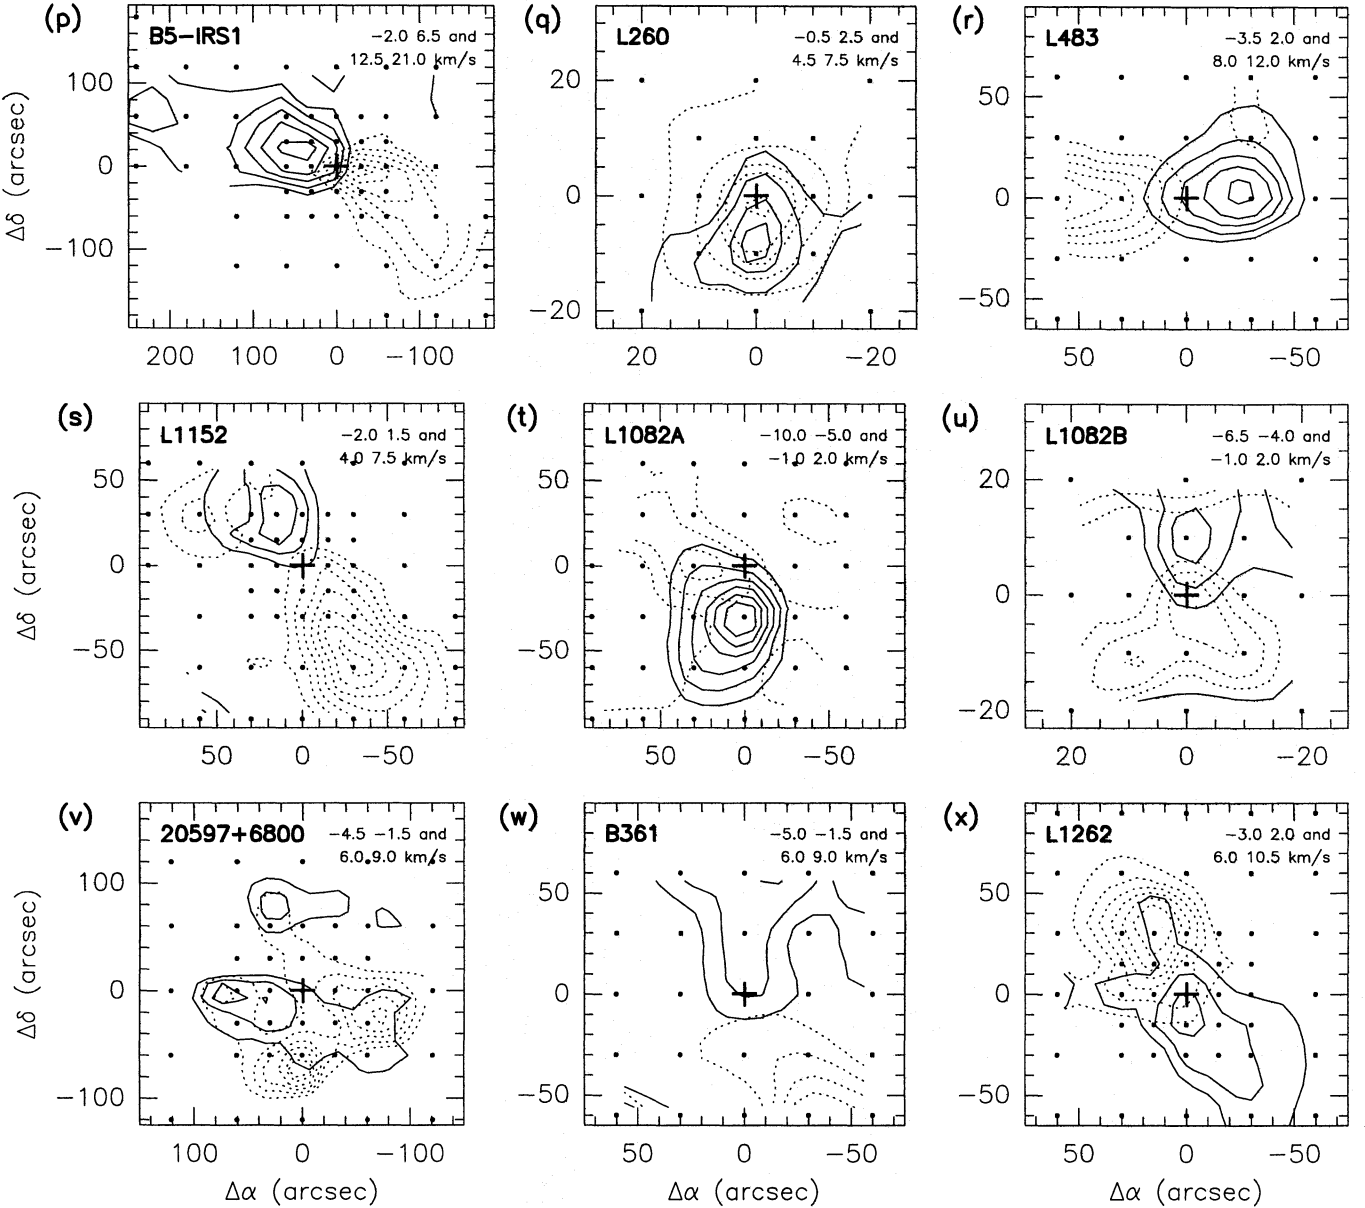 (p)
B5-IRS1
-2.0 6.5 and
12.5 21.0 km/s
100
0
-100
200 100 0 -100
Δδ (arcsec)
(q)
L260
-0.5 2.5 and
4.5 7.5 km/s
20
0
-20
20 0 -20
(r)
L483
-3.5 2.0 and
8.0 12.0 km/s
50
0
-50
50 0 -50
(s)
L1152
-2.0 1.5 and
4.0 7.5 km/s
50
0
-50
50 0 -50
Δδ (arcsec)
(t)
L1082A
-10.0 -5.0 and
-1.0 2.0 km/s
50
0
-50
50 0 -50
(u)
L1082B
-6.5 -4.0 and
-1.0 2.0 km/s
20
0
-20
20 0 -20
(v)
20597+6800
-4.5 -1.5 and
6.0 9.0 km/s
100
0
-100
100 0 -100
Δδ (arcsec)
Δα (arcsec)
(w)
B361
-5.0 -1.5 and
6.0 9.0 km/s
50
0
-50
50 0 -50
Δα (arcsec)
(x)
L1262
-3.0 2.0 and
6.0 10.5 km/s
50
0
-50
50 0 -50
Δα (arcsec)